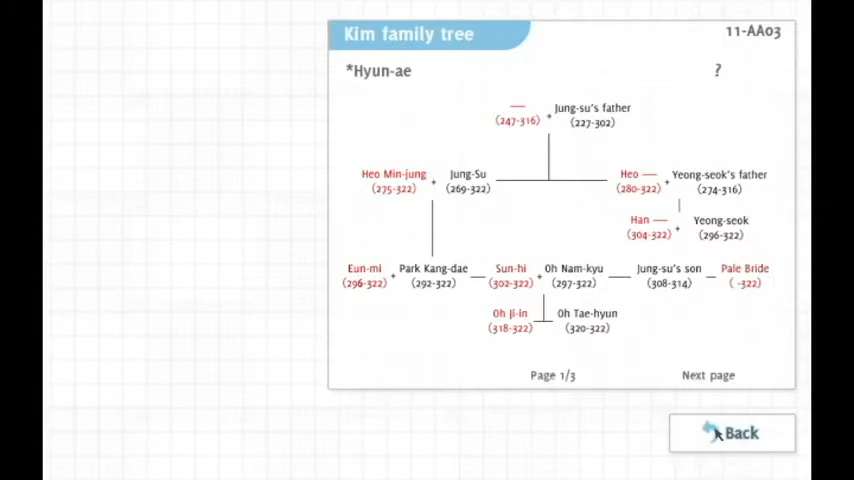 Kim family tree
11-AA03
*Hyun-ae ?
— Jung-su's father
(247-316) * (227-302)
Heo Min-jung + Jung-Su Heo — + Yeong-seok's father
(275-322) (269-322) (280-322) (274-316)
Han — + Yeong-seok
(304-322) (296-322)
Eun-mi + Park Kang-dae — Sun-hi + Oh Nam-kyu — Jung-su's son — Pale Bride
(296-322) (292-322) (302-322) (297-322) (308-314) ( -322)
Oh Ji-in Oh Tae-hyun
(318-322) (320-322)
Page 1/3 Next page
Back